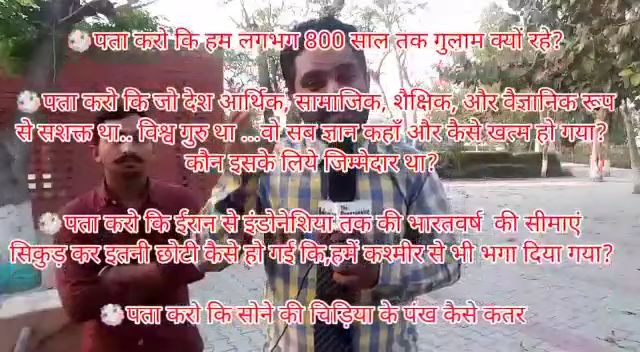 पता करो कि हम लगभग 800 साल तक गुलाम क्यों रहे?
पता करो कि जो देश आर्थिक, सामाजिक, शैक्षिक, और वैज्ञानिक रूप
से सशक्त था.. विश्व गुरु था ...वो सब ज्ञान कहाँ और कैसे खत्म हो गया?
कौन इसके लिये जिम्मेदार था?
पता करो कि ईरान से इंडोनेशिया तक की भारतवर्ष की सीमाएं
सिकुड़ कर इतनी छोटी कैसे हो गई कि,हमें कश्मीर से भी भगा दिया गया?
पता करो कि सोने की चिड़िया के पंख कैसे कतर